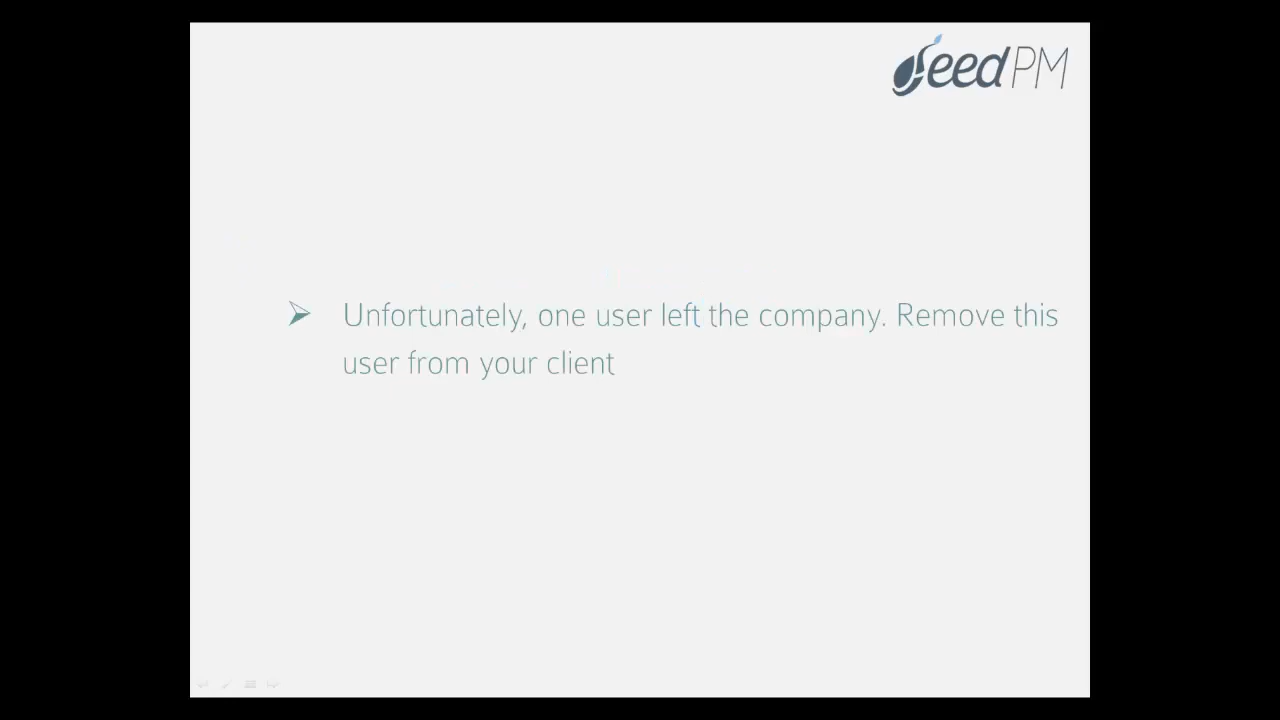 SeedPM
Unfortunately, one user left the company. Remove this
user from your client